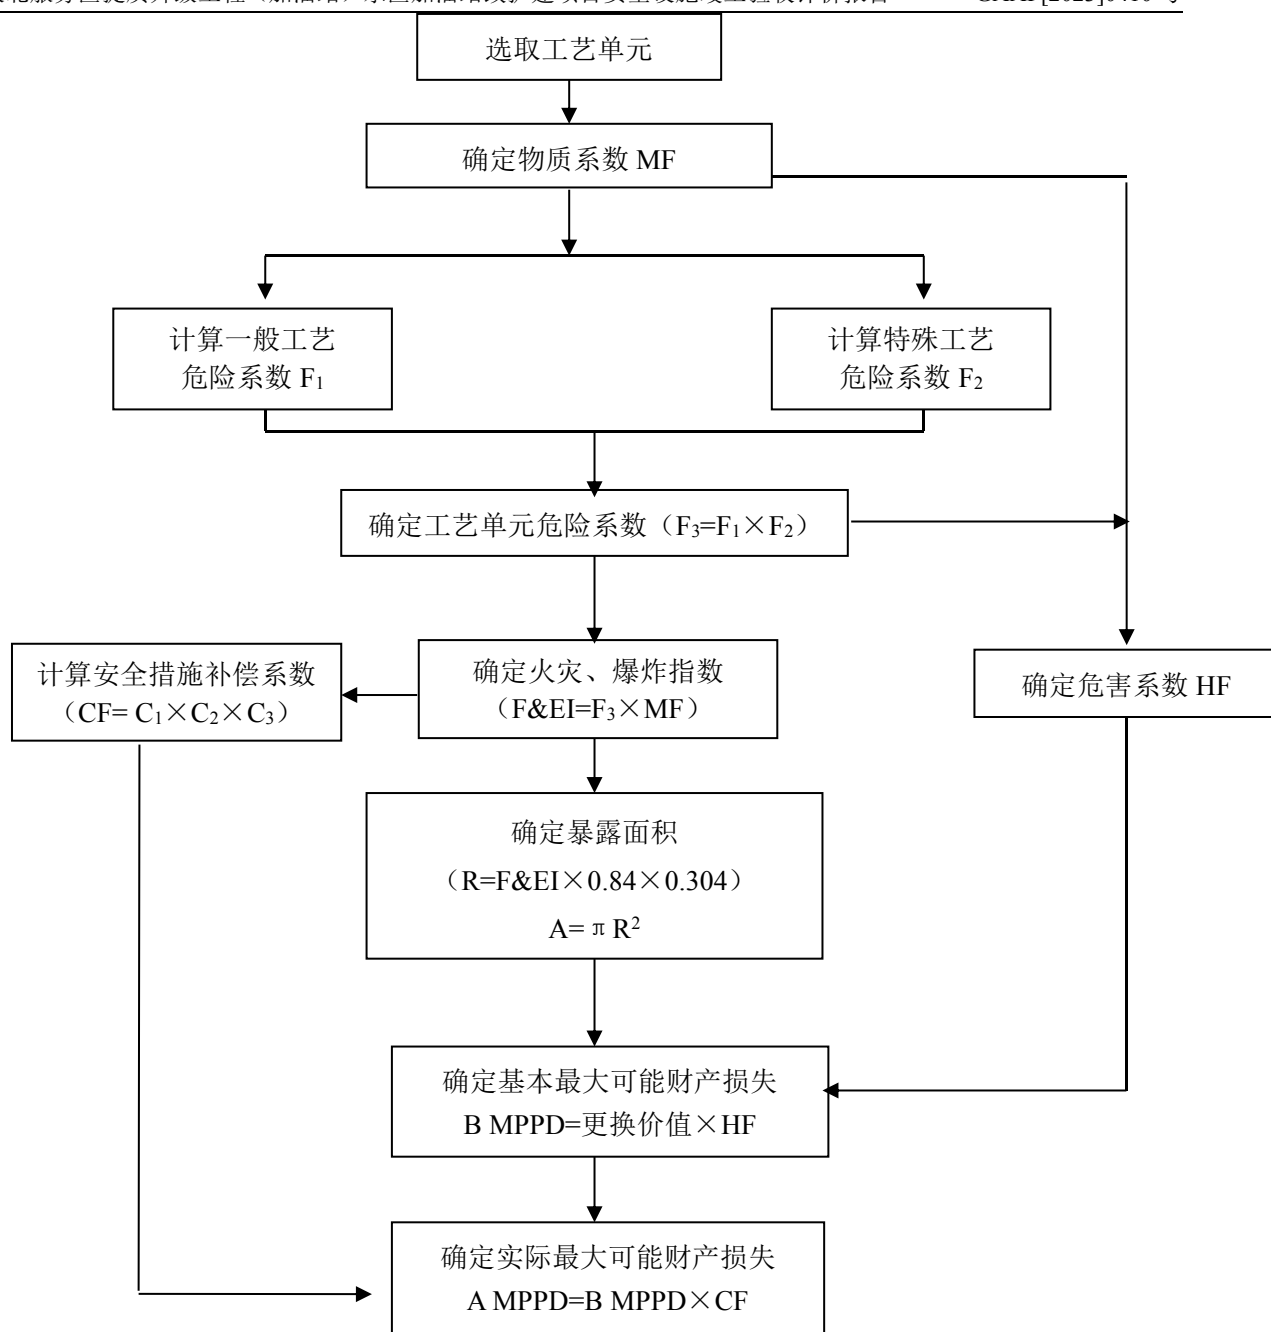 选取工艺单元
确定物质系数 MF
计算一般工艺
危险系数 F₁
计算特殊工艺
危险系数 F₂
确定工艺单元危险系数（F₃=F₁×F₂）
计算安全措施补偿系数
（CF= C₁×C₂×C₃）
确定火灾、爆炸指数
（F&EI=F₃×MF）
确定危害系数 HF
确定暴露面积
（R=F&EI×0.84×0.304）
A= π R²
确定基本最大可能财产损失
B MPPD=更换价值×HF
确定实际最大可能财产损失
A MPPD=B MPPD×CF